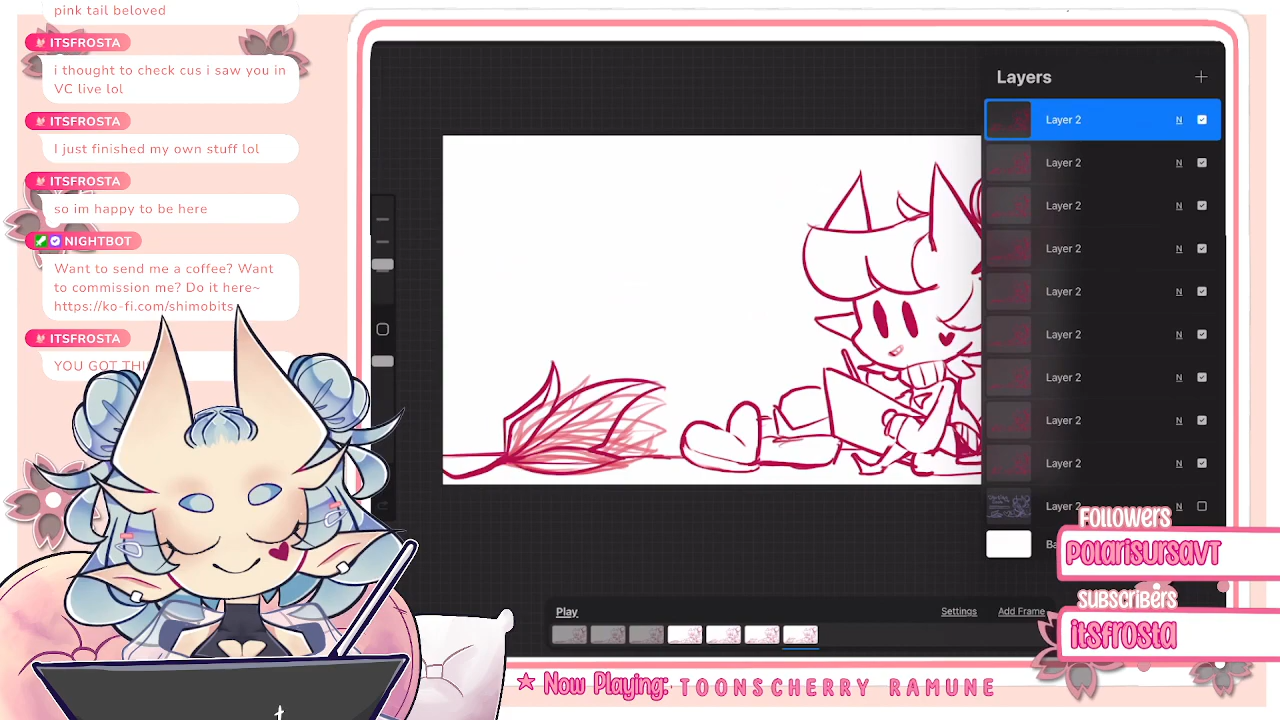 pink tail beloved
ITSFROSTA
i thought to check cus i saw you in
VC live lol
ITSFROSTA
I just finished my own stuff lol
ITSFROSTA
so im happy to be here
NIGHTBOT
Want to send me a coffee? Want
to commission me? Do it here~
https://ko-fi.com/shimobits
ITSFROSTA
YOU GOT
Layers
Layer 2 N
Layer 2 N
Layer 2 N
Layer 2 N
Layer 2 N
Layer 2 N
Layer 2 N
Layer 2 N
Layer 2 N
Layer 2 N
Followers
PolarisursaVT
subscribers
itsfrosta
Play
Settings
Add Frame
Now Playing: TOONSCHERRY RAMUNE